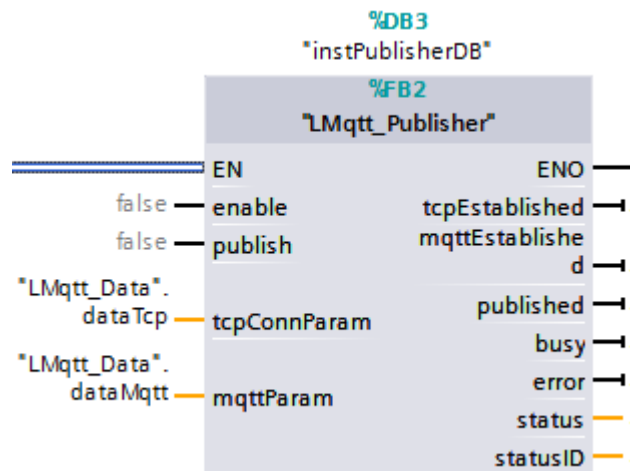 %DB3
"instPublisherDB"
%FB2
"LMqtt_Publisher"
EN
ENO
false
enable
tcpEstablished
false
publish
mqttEstablishe
d
"LMqtt_Data".
dataTcp
tcpConnParam
published
busy
"LMqtt_Data".
dataMqtt
mqttParam
error
status
statusID